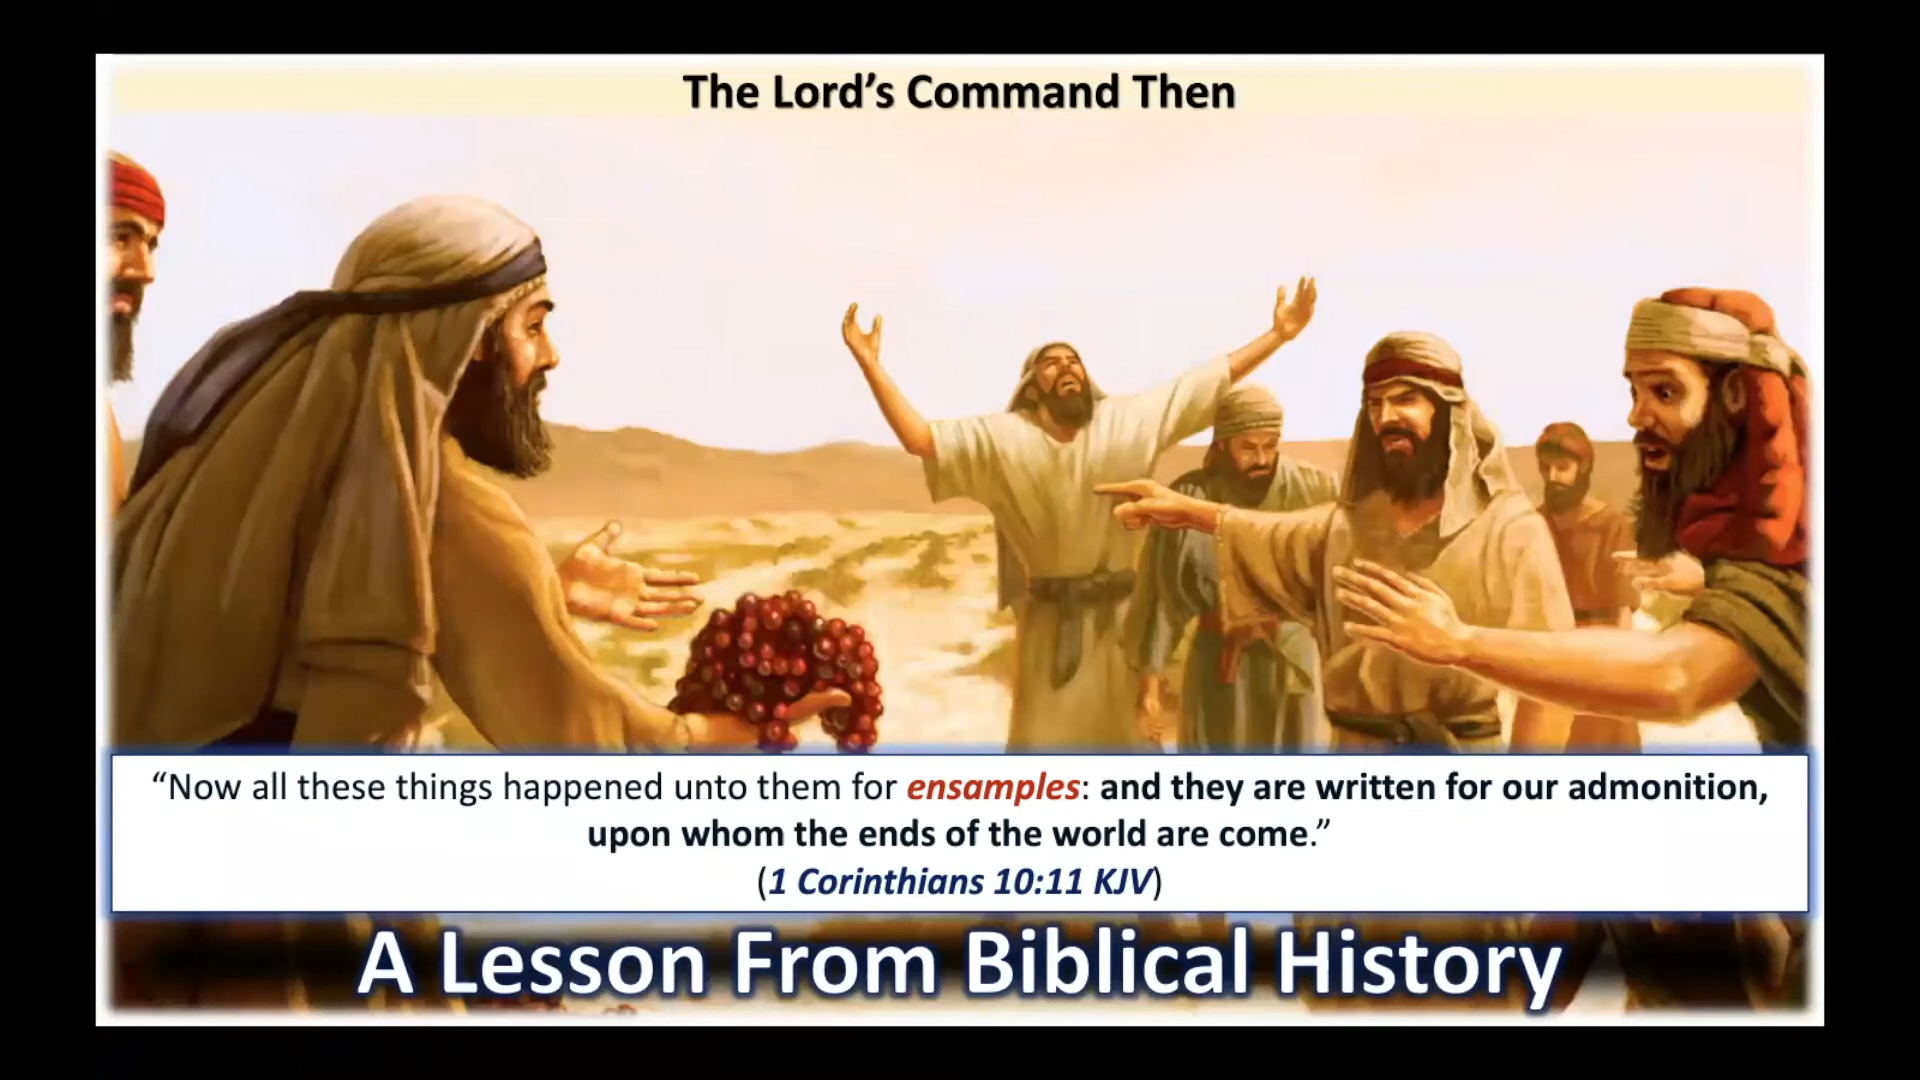 The Lord’s Command Then
“Now all these things happened unto them for ensamples: and they are written for our admonition,
upon whom the ends of the world are come.”
(1 Corinthians 10:11 KJV)
A Lesson From Biblical History